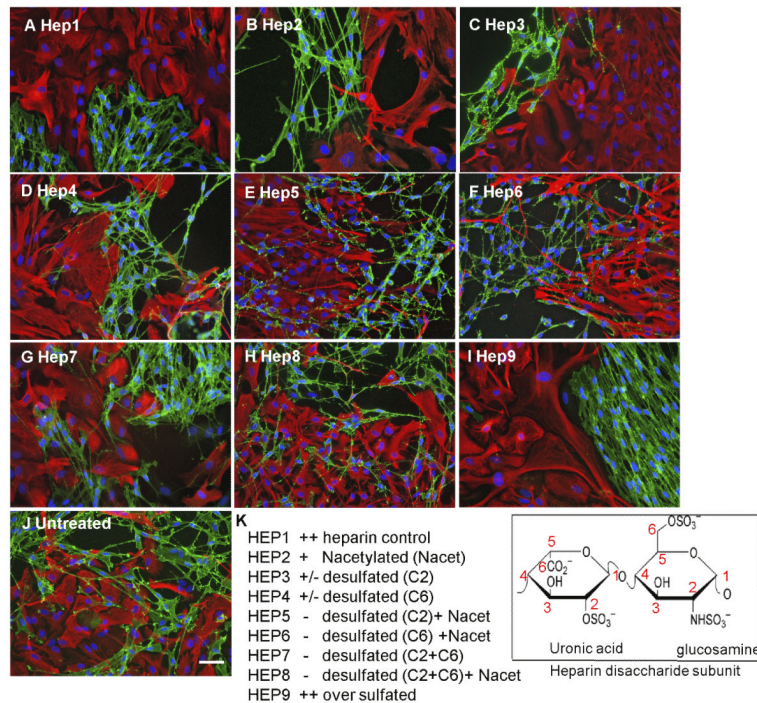 A Hep1
B Hep2
C Hep3
D Hep4
E Hep5
F Hep6
G Hep7
H Hep8
I Hep9
J Untreated
K
HEP1 ++ heparin control
HEP2 + Nacetylated (Nacet)
HEP3 +/- desulfated (C2)
HEP4 +/- desulfated (C6)
HEP5 - desulfated (C2)+ Nacet
HEP6 - desulfated (C6) +Nacet
HEP7 - desulfated (C2+C6)
HEP8 - desulfated (C2+C6)+ Nacet
HEP9 ++ over sulfated
6 OSO₃⁻
5 O 5 O
6 CO₂⁻
4 OH 1 O 4 OH 1
3 2 3 2 O
OSO₃⁻ NHSO₃⁻
Uronic acid glucosamine
Heparin disaccharide subunit